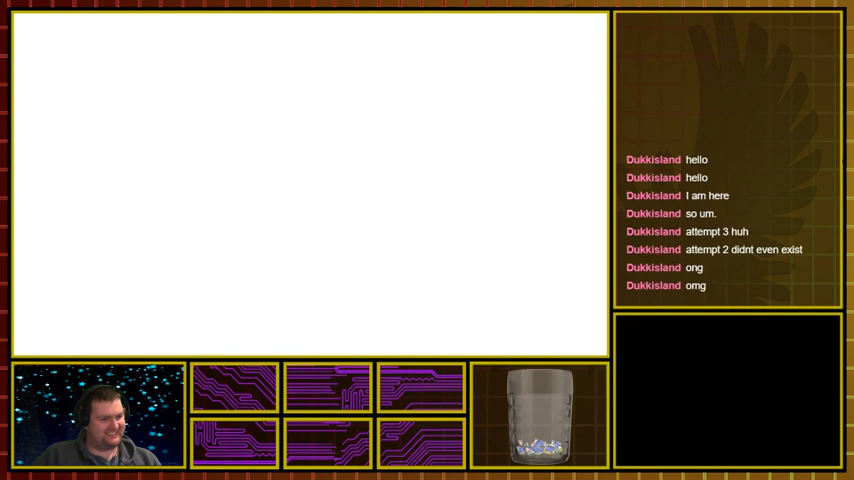 Dukkisland hello
Dukkisland hello
Dukkisland I am here
Dukkisland so um.
Dukkisland attempt 3 huh
Dukkisland attempt 2 didnt even exist
Dukkisland ong
Dukkisland omg